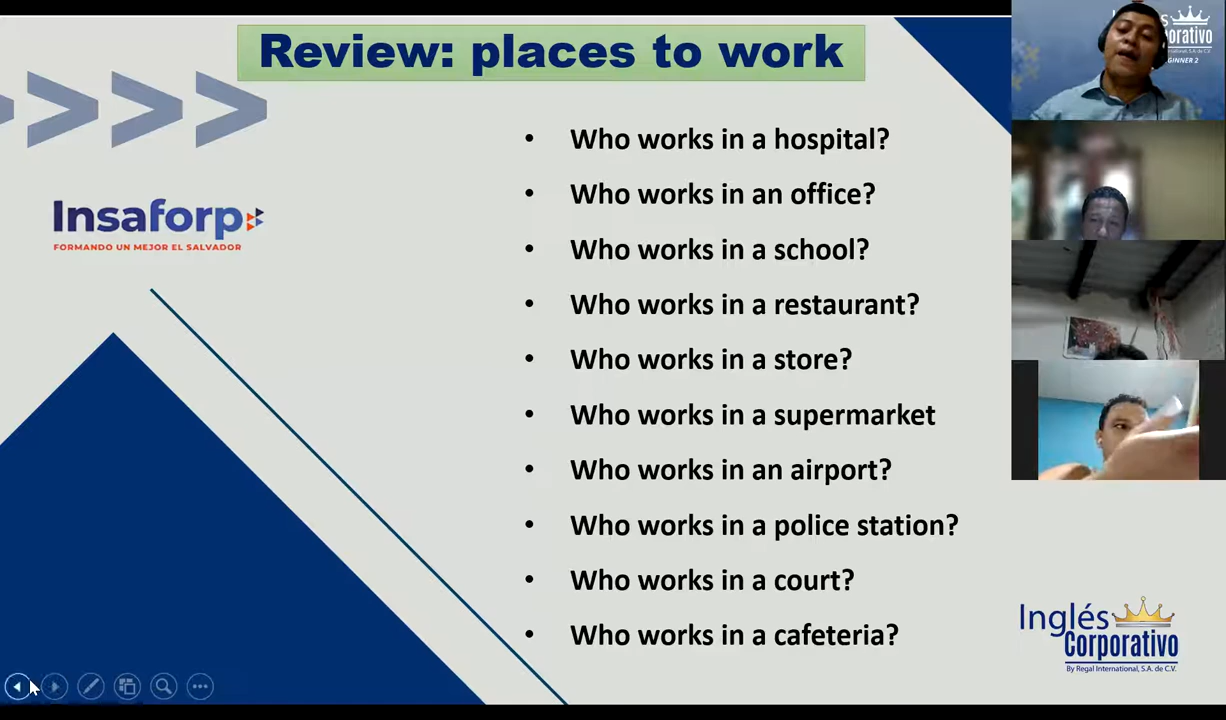 Review: places to work
Insaforp
FORMANDO UN MEJOR EL SALVADOR
• Who works in a hospital?
• Who works in an office?
• Who works in a school?
• Who works in a restaurant?
• Who works in a store?
• Who works in a supermarket
• Who works in an airport?
• Who works in a police station?
• Who works in a court?
• Who works in a cafeteria?
Inglés
Corporativo
By Regal International, S.A. de C.V.